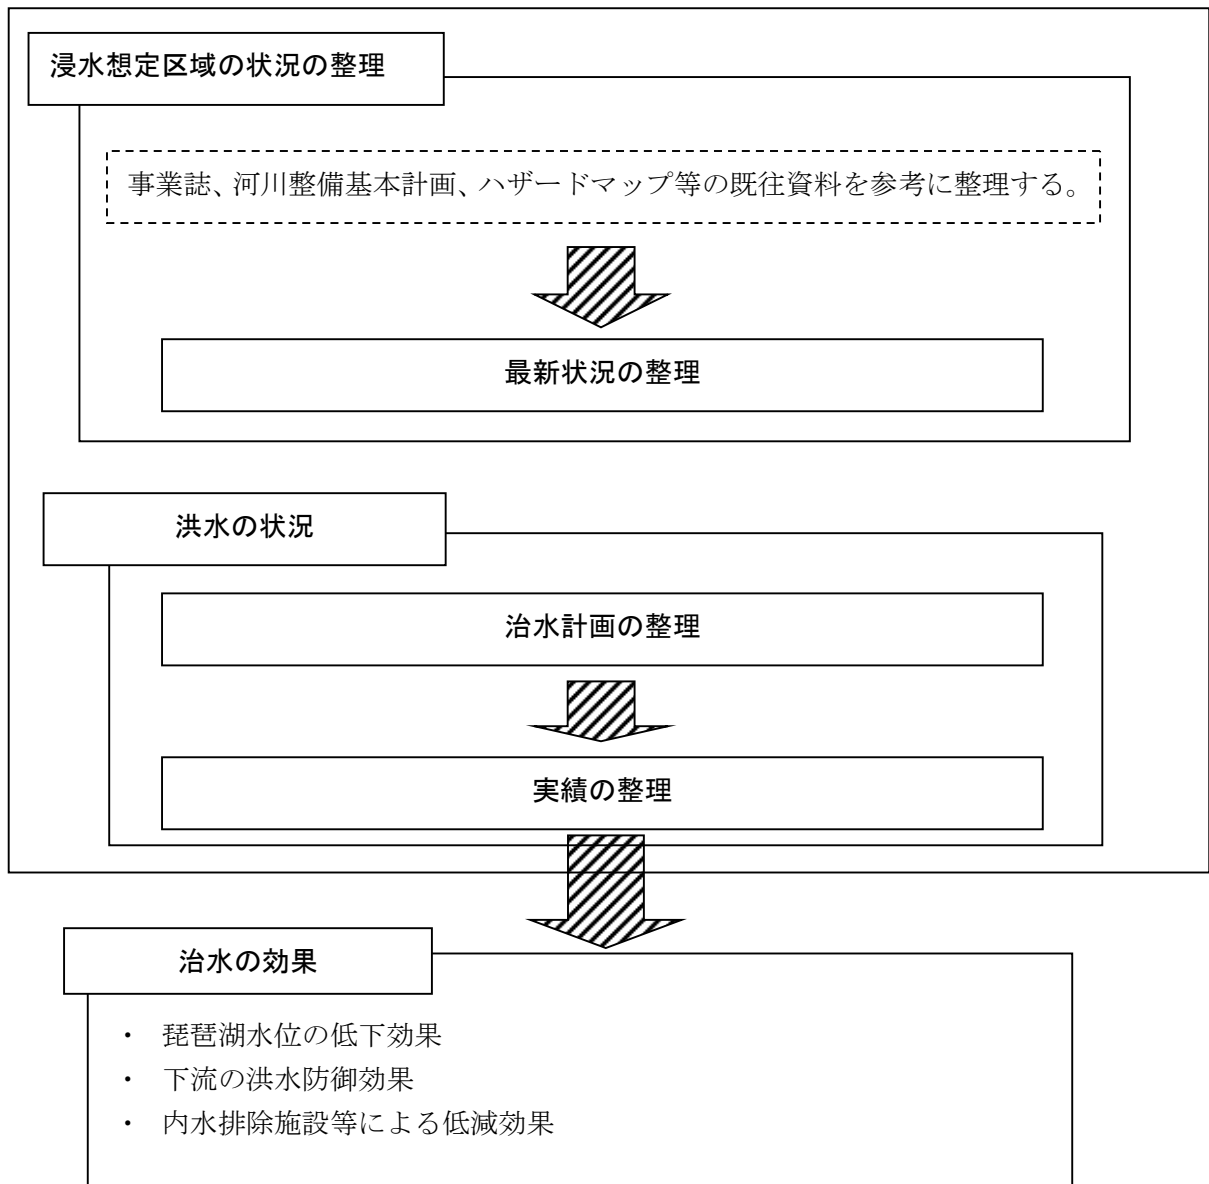 浸水想定区域の状況の整理
事業誌、河川整備基本計画、ハザードマップ等の既往資料を参考に整理する。
最新状況の整理
洪水の状況
治水計画の整理
実績の整理
治水の効果
・ 琵琶湖水位の低下効果
・ 下流の洪水防御効果
・ 内水排除施設等による低減効果